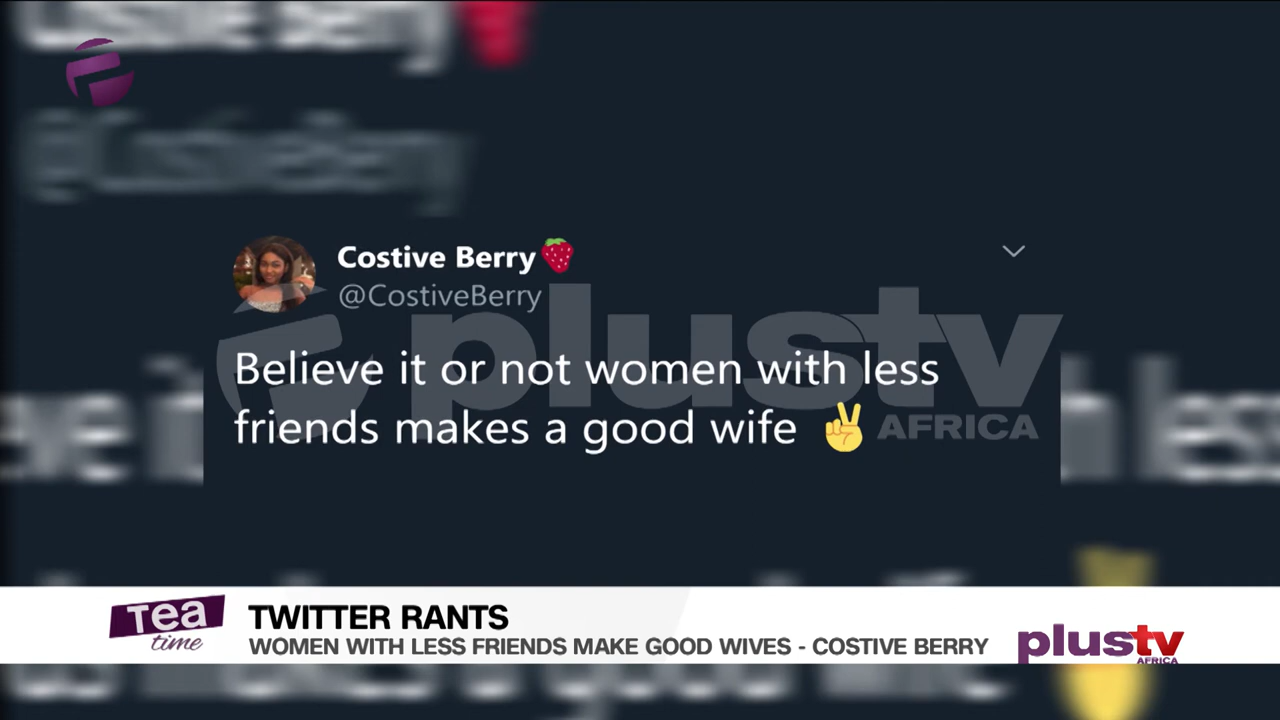 Costive Berry🍓
@CostiveBerry
Believe it or not women with less
friends makes a good wife ✌
plustv
AFRICA
Tea
time
TWITTER RANTS
WOMEN WITH LESS FRIENDS MAKE GOOD WIVES - COSTIVE BERRY
plustv
AFRICA